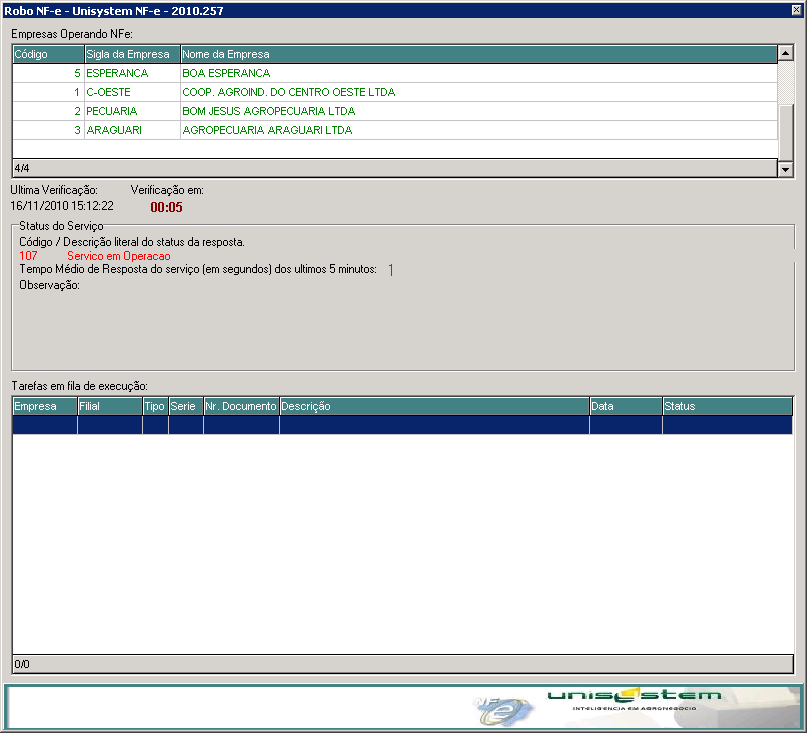 Robo NF-e - Unisystem NF-e - 2010.257
Empresas Operando NFe:
Código Sigla da Empresa Nome da Empresa
5 ESPERANCA BOA ESPERANCA
1 C-OESTE COOP. AGROIND. DO CENTRO OESTE LTDA
2 PECUARIA BOM JESUS AGROPECUARIA LTDA
3 ARAGUARI AGROPECUARIA ARAGUARI LTDA
4/4
Ultima Verificação: Verificação em:
16/11/2010 15:12:22 00:05
Status do Serviço
Código / Descrição literal do status da resposta.
107 Servico em Operacao
Tempo Médio de Resposta do serviço (em segundos) dos ultimos 5 minutos: 1
Observação:
Tarefas em fila de execução:
Empresa Filial Tipo Serie Nr. Documento Descrição Data Status
0/0
NF e unisystem
INTELIGENCIA EM AGRONEGOCIO